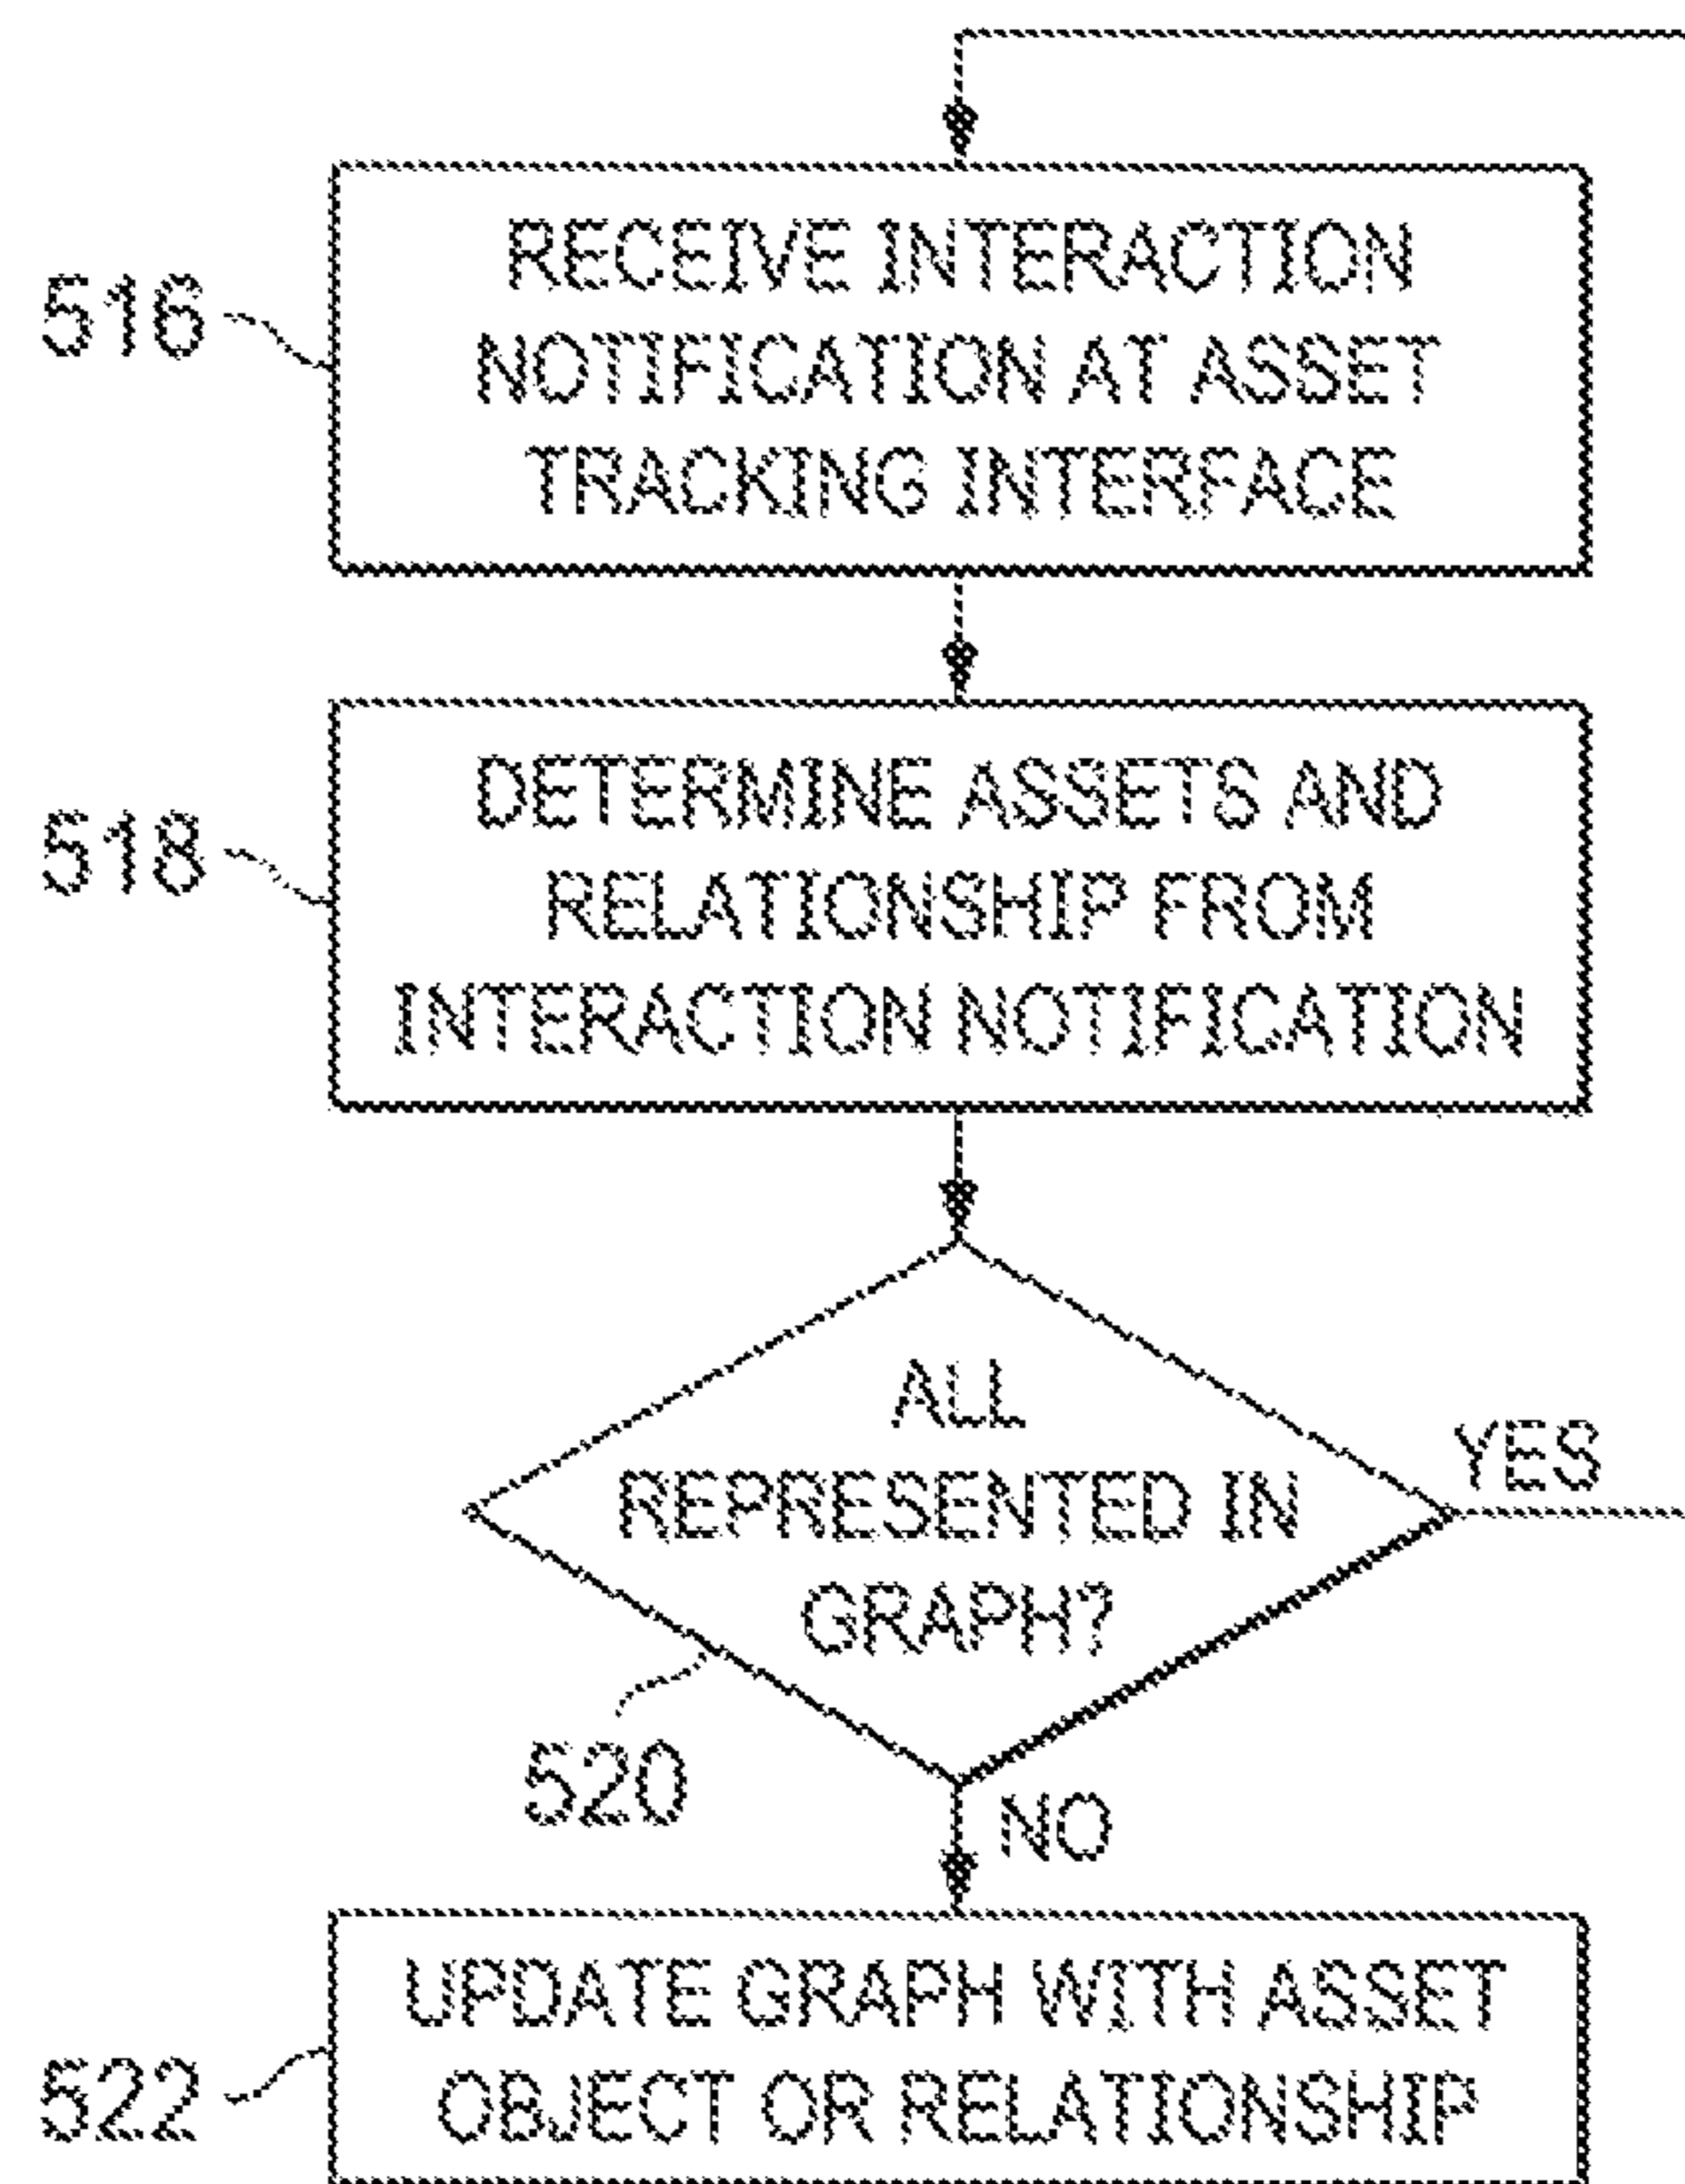 516
RECEIVE INTERACTION
NOTIFICATION AT ASSET
TRACKING INTERFACE
518
DETERMINE ASSETS AND
RELATIONSHIP FROM
INTERACTION NOTIFICATION
ALL
REPRESENTED IN
GRAPH?
YES
520
NO
522
UPDATE GRAPH WITH ASSET
OBJECT OR RELATIONSHIP